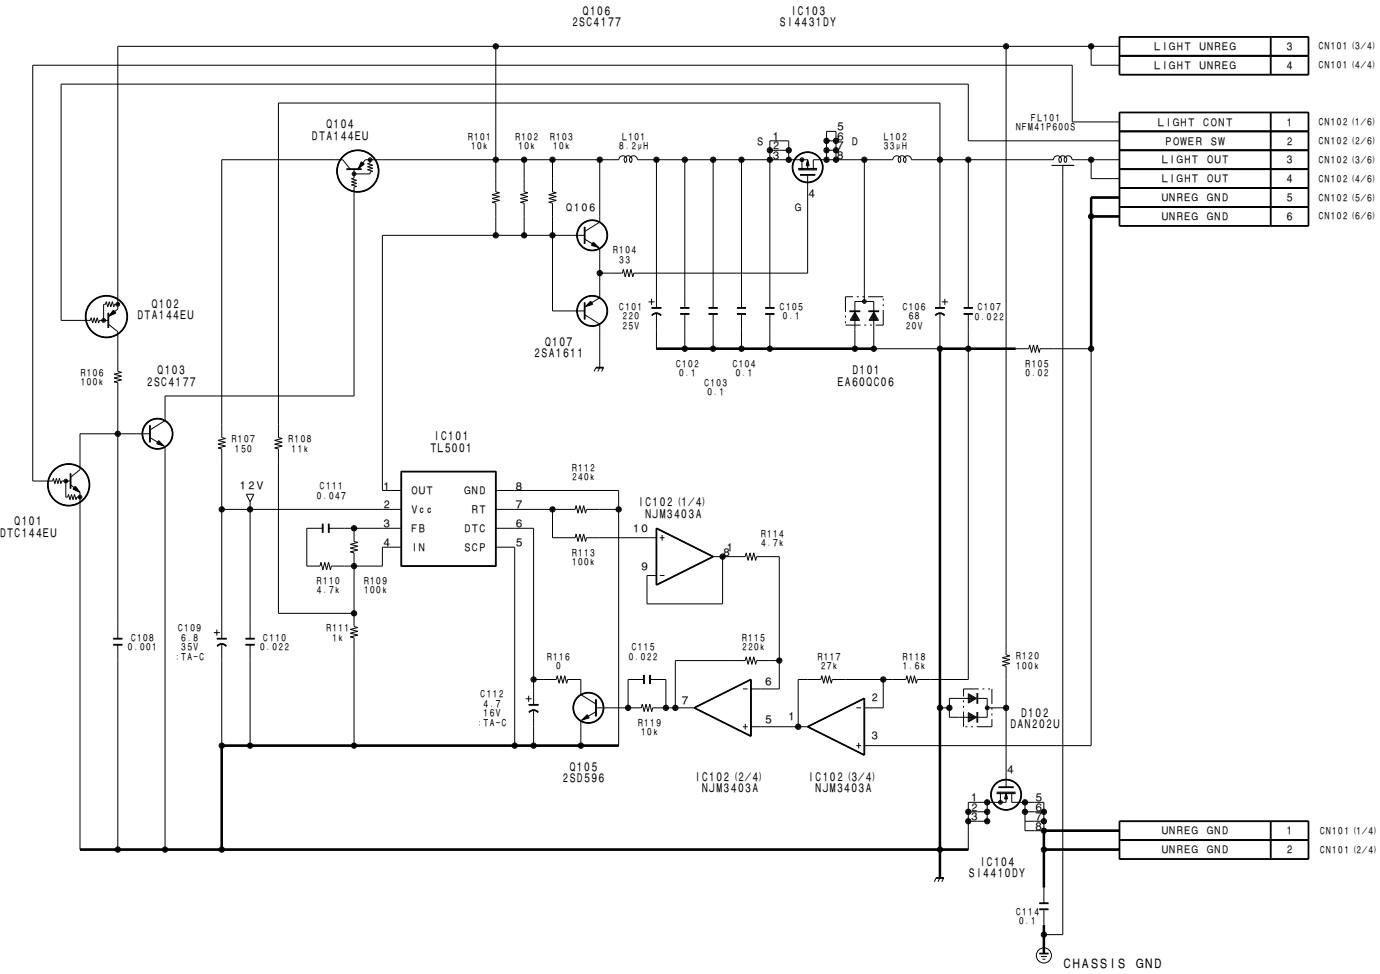 Q106
2SC4177
IC103
SI4431DY
LIGHT UNREG 3 CN101 (3/4)
LIGHT UNREG 4 CN101 (4/4)
FL101
NFM41P600S
LIGHT CONT 1 CN102 (1/6)
POWER SW 2 CN102 (2/6)
LIGHT OUT 3 CN102 (3/6)
LIGHT OUT 4 CN102 (4/6)
UNREG GND 5 CN102 (5/6)
UNREG GND 6 CN102 (6/6)
Q104
DTA144EU
R101
10k
R102
10k
R103
10k
L101
8.2μH
S
1
2
3
5
6
7
8
D
4
G
L102
33μH
Q106
R104
33
Q102
DTA144EU
Q107
2SA1611
C101
220
25V
+
C102
0.1
C103
0.1
C104
0.1
C105
0.1
D101
EA60QC06
C106
68
20V
+
C107
0.022
R105
0.02
R106
100k
Q103
2SC4177
R107
150
R108
11k
IC101
TL5001
12V
C111
0.047
1 OUT GND 8
2 Vcc RT 7
3 FB DTC 6
4 IN SCP 5
Q101
DTC144EU
R110
4.7k
R109
100k
R111
1k
R112
240k
R113
100k
IC102 (1/4)
NJM3403A
10
+
9
−
8
1
R114
4.7k
C108
0.001
C109
6.8
35V
:TA-C
+
C110
0.022
R116
0
C112
4.7
16V
:TA-C
+
C115
0.022
R119
10k
R115
220k
7
6
−
5
+
R117
27k
R118
1.6k
1
2
−
3
+
R120
100k
D102
DAN202U
Q105
2SD596
IC102 (2/4)
NJM3403A
IC102 (3/4)
NJM3403A
4
1
2
3
5
6
7
8
IC104
SI4410DY
UNREG GND 1 CN101 (1/4)
UNREG GND 2 CN101 (2/4)
C114
0.1
CHASSIS GND